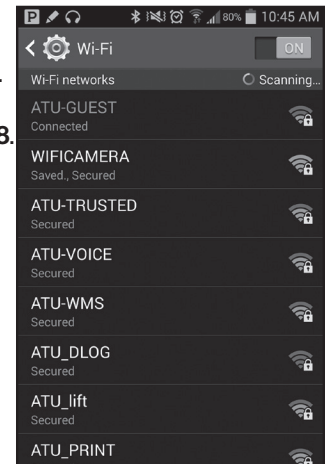 P 80% 10:45 AM
Wi-Fi ON
Wi-Fi networks Scanning...
ATU-GUEST
Connected
8.
WIFICAMERA
Saved., Secured
ATU-TRUSTED
Secured
ATU-VOICE
Secured
ATU-WMS
Secured
ATU_DLOG
Secured
ATU_lift
Secured
ATU_PRINT